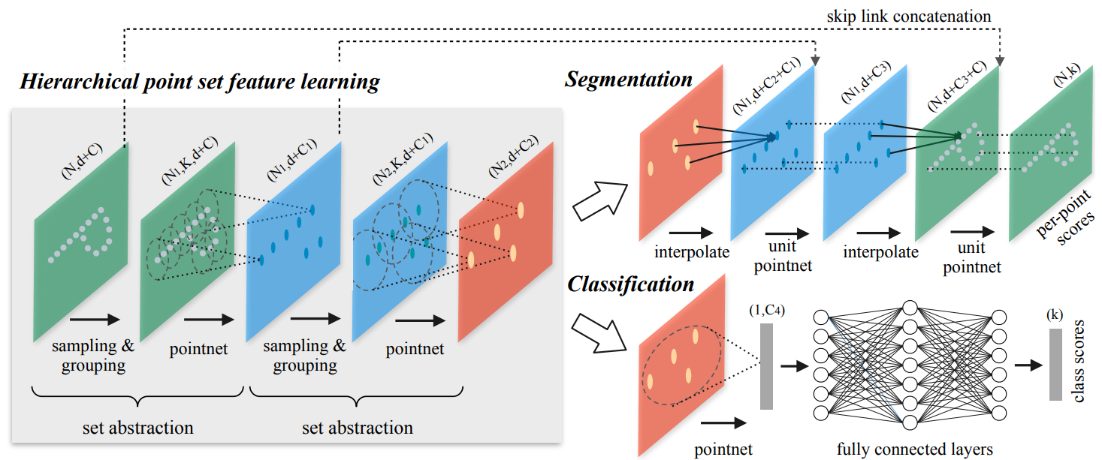 skip link concatenation
Hierarchical point set feature learning
Segmentation
(N,d+C)
(N1,K,d+C)
(N1,d+C1)
(N2,K,d+C1)
(N2,d+C2)
(N1,d+C2+C1)
(N1,d+C3)
(N,d+C3+C)
(N,k)
sampling &
grouping
pointnet
sampling &
grouping
pointnet
set abstraction
set abstraction
interpolate
unit
pointnet
interpolate
unit
pointnet
per-point
scores
Classification
(1,C4)
(k)
class scores
pointnet
fully connected layers